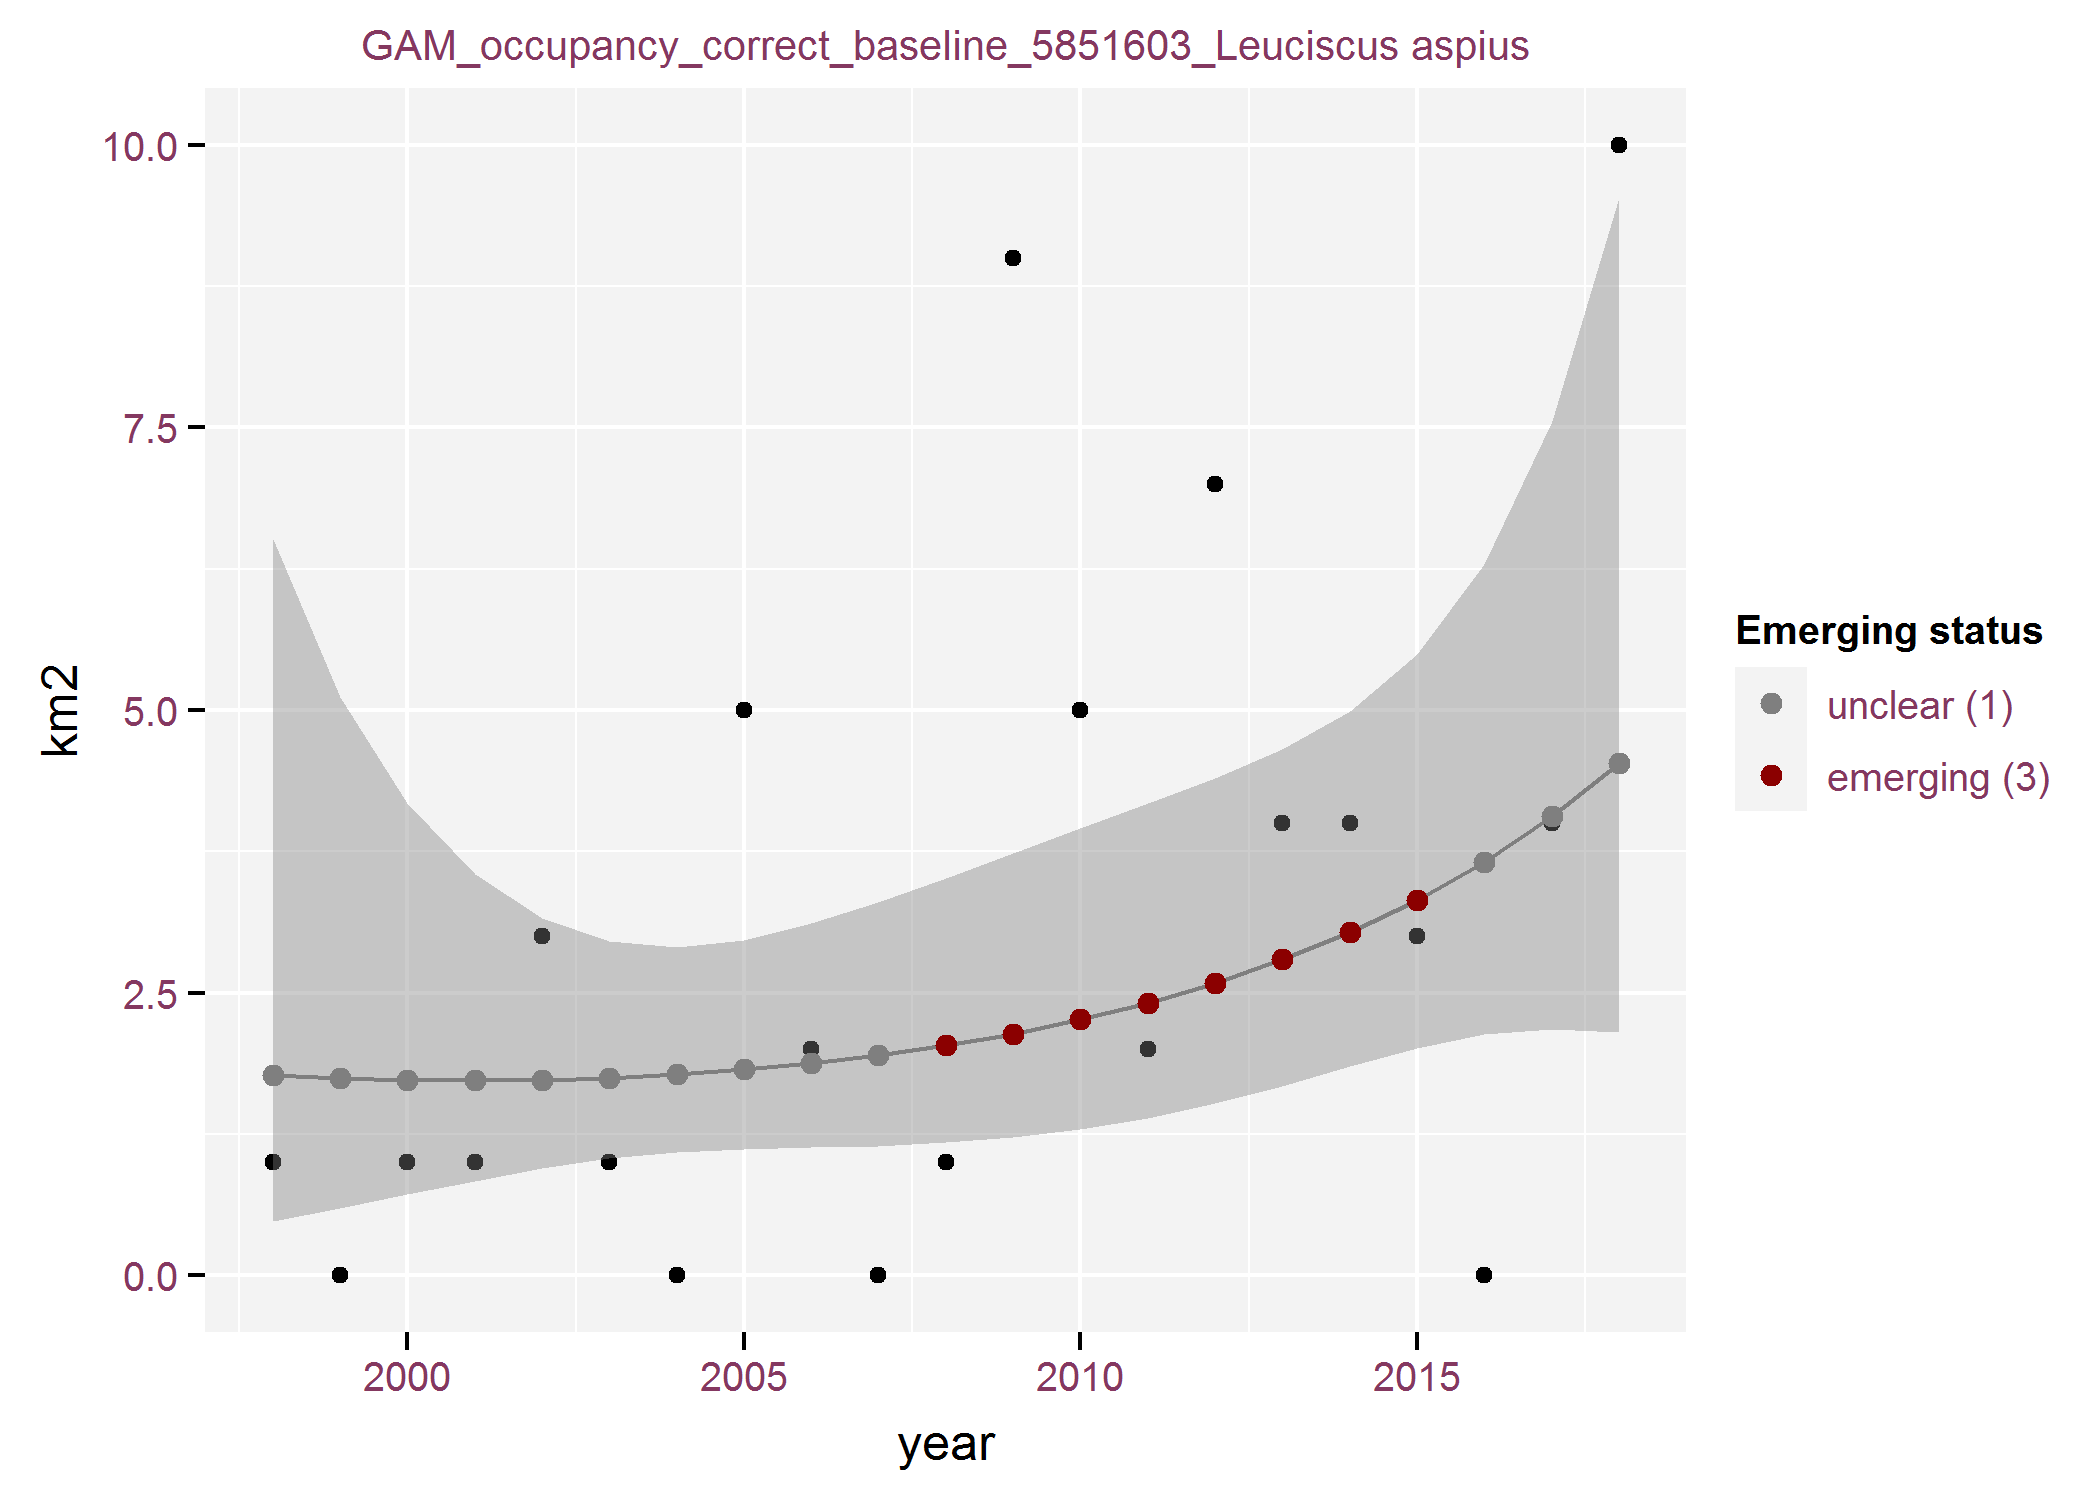 GAM_occupancy_correct_baseline_5851603_Leuciscus aspius
10.0
7.5
5.0
2.5
0.0
km2
2000
2005
2010
2015
year
Emerging status
unclear (1)
emerging (3)